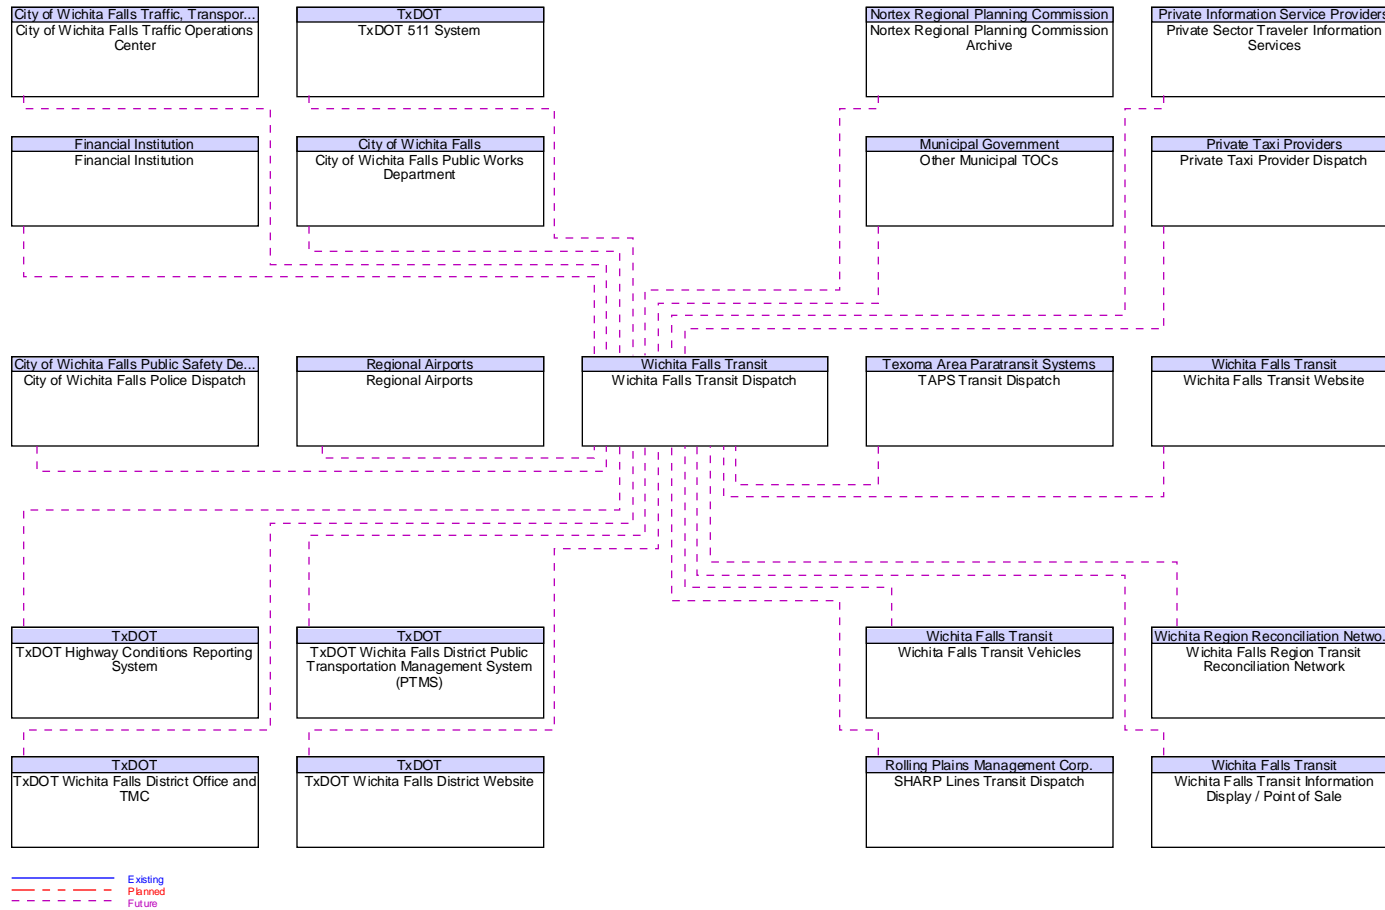 City of Wichita Falls Traffic, Transpor...
City of Wichita Falls Traffic Operations
Center
TxDOT
TxDOT 511 System
Nortex Regional Planning Commission
Nortex Regional Planning Commission
Archive
Private Information Service Providers
Private Sector Traveler Information
Services
Financial Institution
Financial Institution
City of Wichita Falls
City of Wichita Falls Public Works
Department
Municipal Government
Other Municipal TOCs
Private Taxi Providers
Private Taxi Provider Dispatch
City of Wichita Falls Public Safety De...
City of Wichita Falls Police Dispatch
Regional Airports
Regional Airports
Wichita Falls Transit
Wichita Falls Transit Dispatch
Texoma Area Paratransit Systems
TAPS Transit Dispatch
Wichita Falls Transit
Wichita Falls Transit Website
TxDOT
TxDOT Highway Conditions Reporting
System
TxDOT
TxDOT Wichita Falls District Public
Transportation Management System
(PTMS)
Wichita Falls Transit
Wichita Falls Transit Vehicles
Wichita Region Reconciliation Netwo.
Wichita Falls Region Transit
Reconciliation Network
TxDOT
TxDOT Wichita Falls District Office and
TMC
TxDOT
TxDOT Wichita Falls District Website
Rolling Plains Management Corp.
SHARP Lines Transit Dispatch
Wichita Falls Transit
Wichita Falls Transit Information
Display / Point of Sale
Existing
Planned
Future